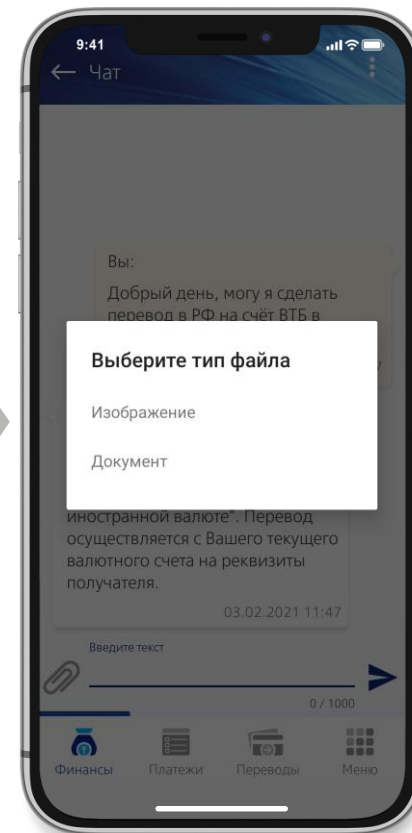 9:41
Чат
Вы:
Добрый день, могу я сделать
перевод в РФ на счёт ВТБ в
Выберите тип файла
Изображение
Документ
иностранной валюте". Перевод
осуществляется с Вашего текущего
валютного счета на реквизиты
получателя.
03.02.2021 11:47
Введите текст
0 / 1000
Финансы Платежи Переводы Меню